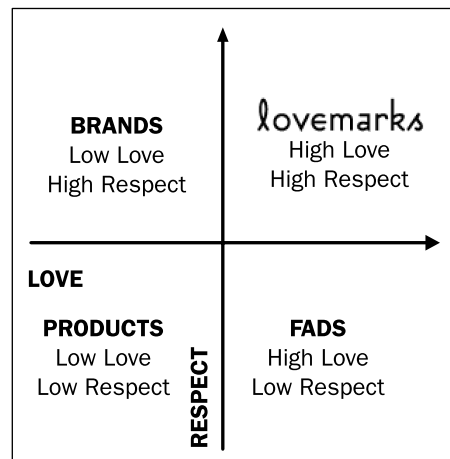 BRANDS
Low Love
High Respect
lovemarks
High Love
High Respect
LOVE
PRODUCTS
Low Love
Low Respect
RESPECT
FADS
High Love
Low Respect